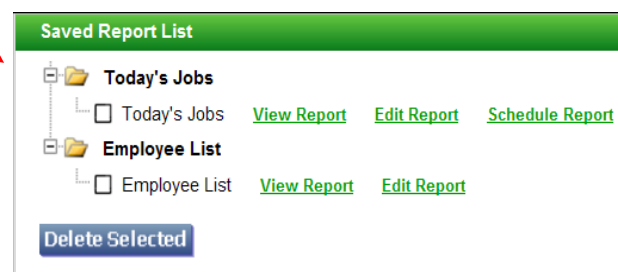 Saved Report List
Today's Jobs
Today's Jobs View Report Edit Report Schedule Report
Employee List
Employee List View Report Edit Report
Delete Selected